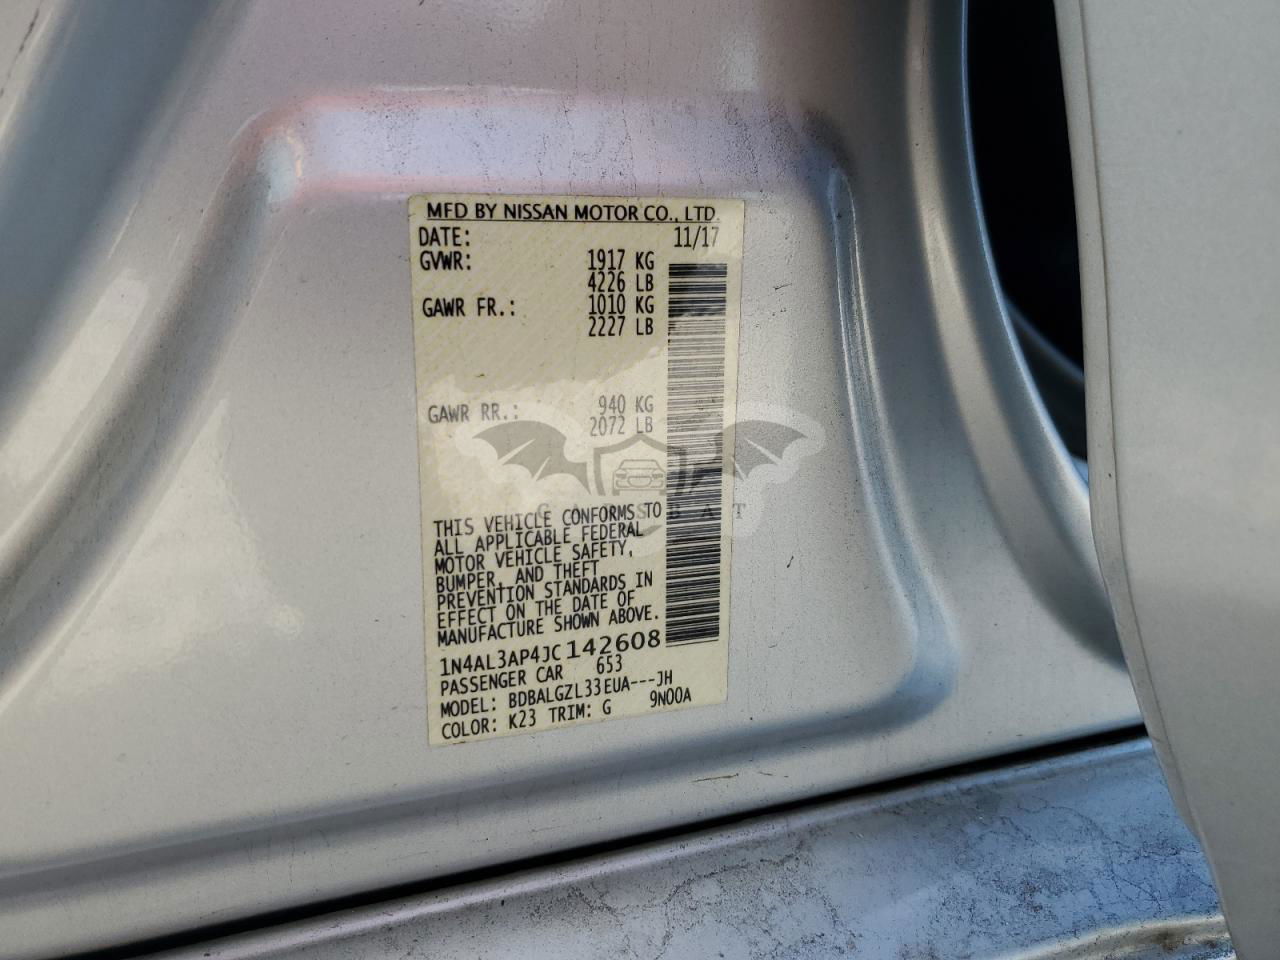 MFD BY NISSAN MOTOR CO., LTD.
DATE: 11/17
GVWR: 1917 KG
4226 LB
GAWR FR.: 1010 KG
2227 LB
GAWR RR.: 940 KG
2072 LB
THIS VEHICLE CONFORMS TO
ALL APPLICABLE FEDERAL
MOTOR VEHICLE SAFETY,
BUMPER, AND THEFT
PREVENTION STANDARDS IN
EFFECT ON THE DATE OF
MANUFACTURE SHOWN ABOVE.
1N4AL3AP4JC142608
PASSENGER CAR 653
MODEL: BDBALGZL33EUA---JH
COLOR: K23 TRIM: G 9N00A